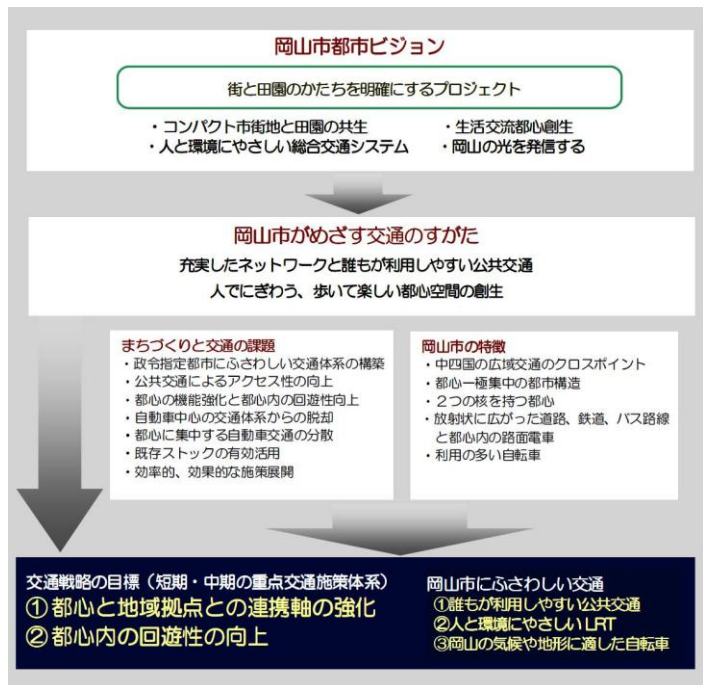 岡山市都市ビジョン
街と田園のかたちを明確にするプロジェクト
・コンパクト市街地と田園の共生
・生活交流都心創生
・人と環境にやさしい総合交通システム
・岡山の光を発信する
岡山市がめざす交通のすがた
充実したネットワークと誰もが利用しやすい公共交通
人でにぎわう、歩いて楽しい都心空間の創生
まちづくりと交通の課題
・政令指定都市にふさわしい交通体系の構築
・公共交通によるアクセス性の向上
・都心の機能強化と都心内の回遊性向上
・自動車中心の交通体系からの脱却
・都心に集中する自動車交通の分散
・既存ストックの有効活用
・効率的、効果的な施策展開
岡山市の特徴
・中四国の広域交通のクロスポイント
・都心一極集中の都市構造
・２つの核を持つ都心
・放射状に広がった道路、鉄道、バス路線
と都心内の路面電車
・利用の多い自転車
交通戦略の目標（短期・中期の重点交通施策体系）
① 都心と地域拠点との連携軸の強化
② 都心内の回遊性の向上
岡山市にふさわしい交通
①誰もが利用しやすい公共交通
②人と環境にやさしい LRT
③岡山の気候や地形に適した自転車